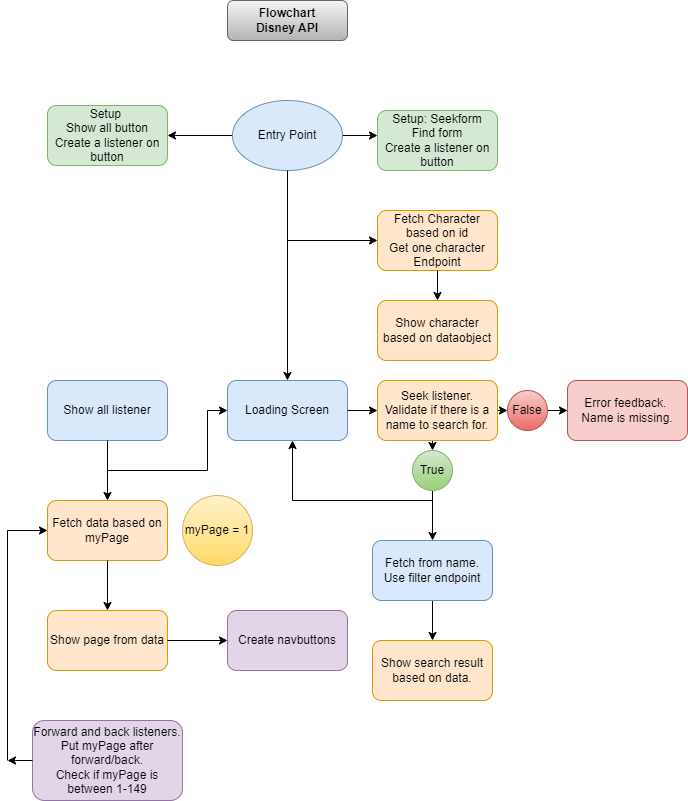 Flowchart
Disney API
Setup
Show all button
Create a listener on
button
Entry Point
Setup: Seekform
Find form
Create a listener on
button
Fetch Character
based on id
Get one character
Endpoint
Show character
based on dataobject
Show all listener
Loading Screen
Seek listener.
Validate if there is a
name to search for.
False
Error feedback.
Name is missing.
True
Fetch data based on
myPage
myPage = 1
Fetch from name.
Use filter endpoint
Show page from data
Create navbuttons
Show search result
based on data.
Forward and back listeners.
Put myPage after
forward/back.
Check if myPage is
between 1-149